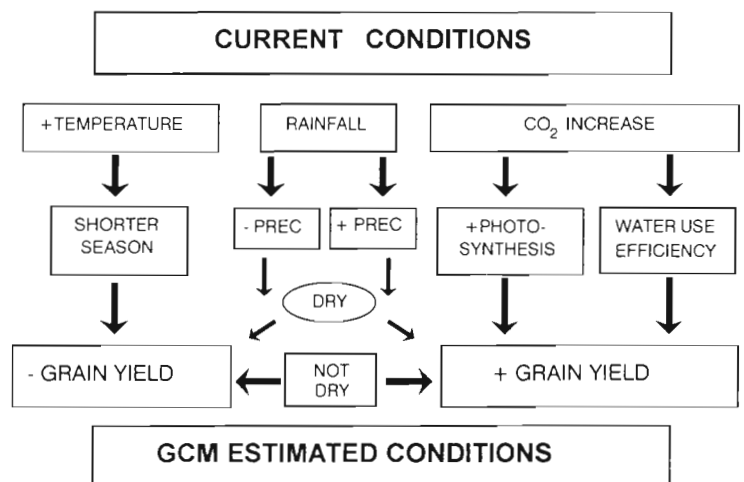 CURRENT CONDITIONS
+TEMPERATURE
RAINFALL
CO₂ INCREASE
SHORTER
SEASON
- PREC
+ PREC
+PHOTO-
SYNTHESIS
WATER USE
EFFICIENCY
DRY
- GRAIN YIELD
NOT
DRY
+ GRAIN YIELD
GCM ESTIMATED CONDITIONS